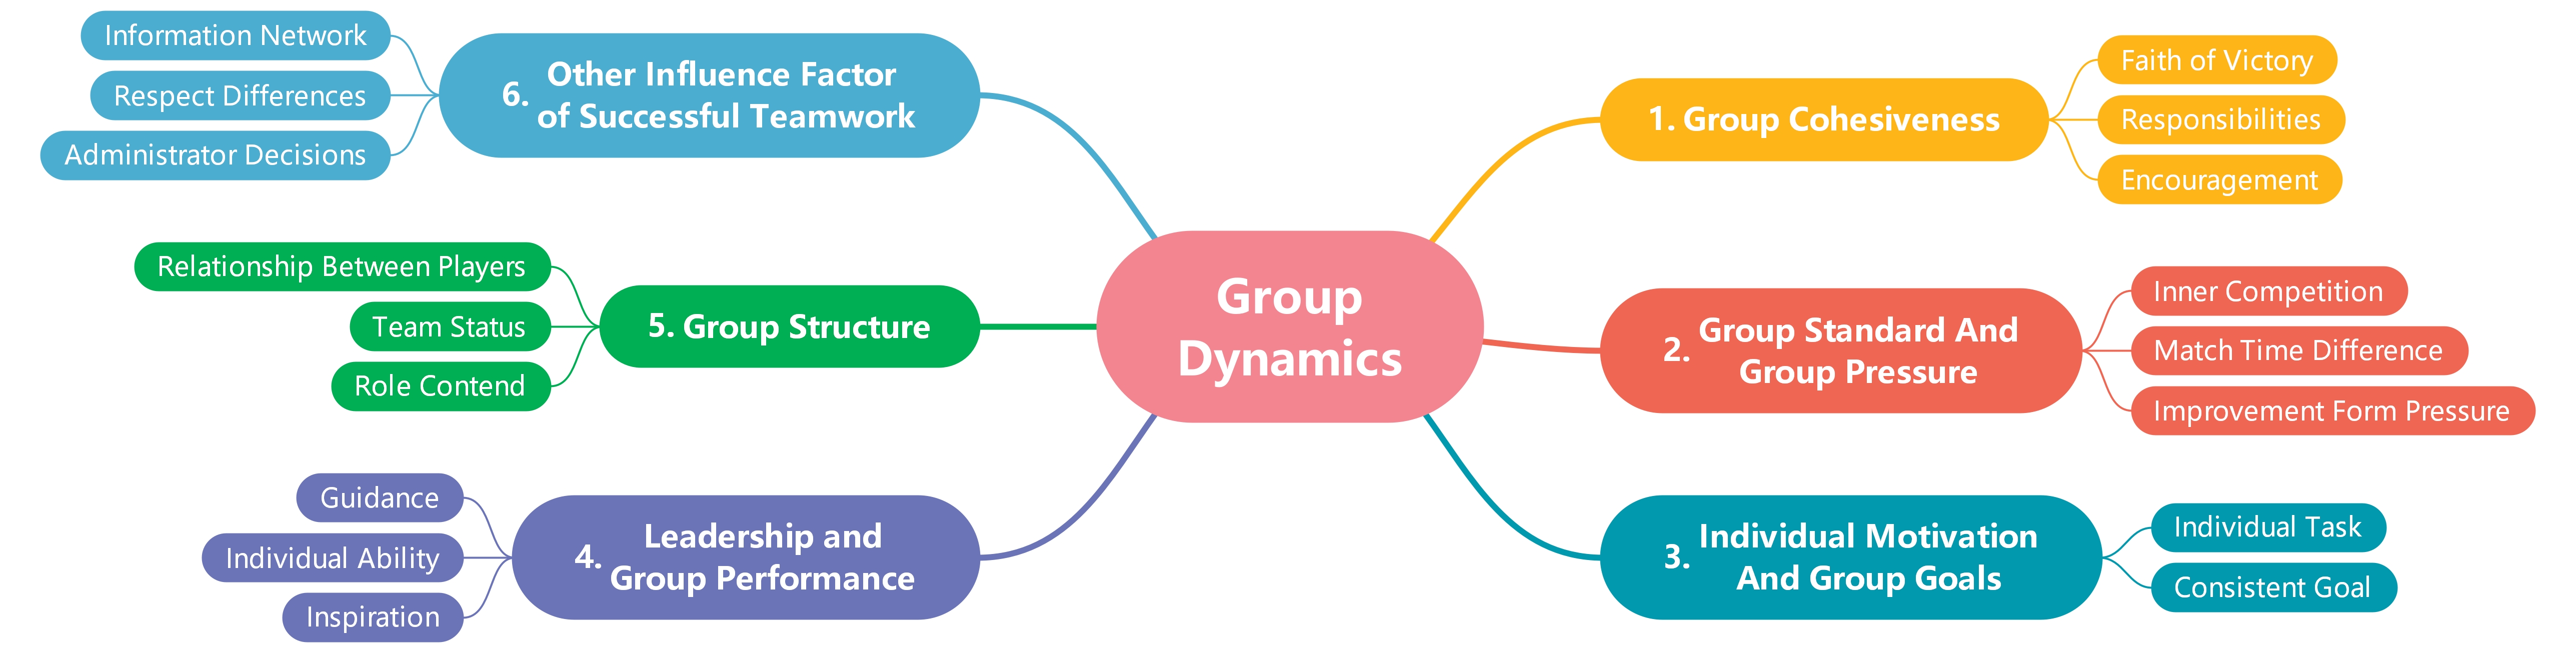 Group
Dynamics
1. Group Cohesiveness
Faith of Victory
Responsibilities
Encouragement
2. Group Standard And
Group Pressure
Inner Competition
Match Time Difference
Improvement Form Pressure
3. Individual Motivation
And Group Goals
Individual Task
Consistent Goal
4. Leadership and
Group Performance
Guidance
Individual Ability
Inspiration
5. Group Structure
Relationship Between Players
Team Status
Role Contend
6. Other Influence Factor
of Successful Teamwork
Information Network
Respect Differences
Administrator Decisions